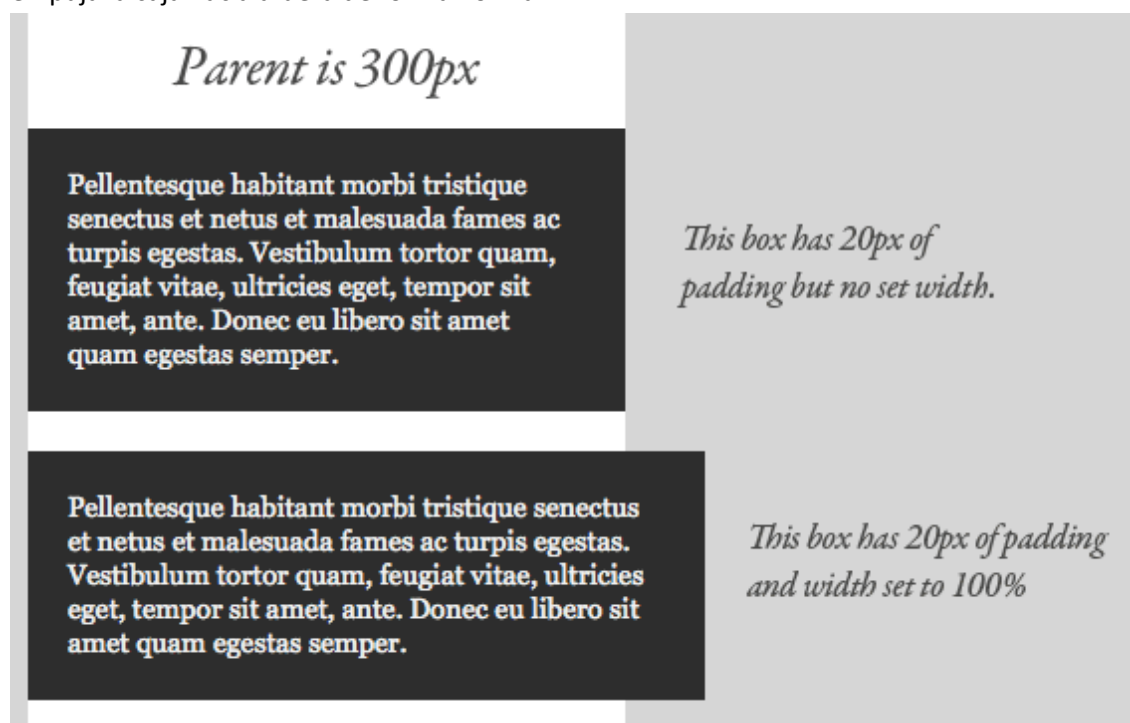 Parent is 300px
Pellentesque habitant morbi tristique
senectus et netus et malesuada fames ac
turpis egestas. Vestibulum tortor quam,
feugiat vitae, ultricies eget, tempor sit
amet, ante. Donec eu libero sit amet
quam egestas semper.
This box has 20px of
padding but no set width.
Pellentesque habitant morbi tristique senectus
et netus et malesuada fames ac turpis egestas.
Vestibulum tortor quam, feugiat vitae, ultricies
eget, tempor sit amet, ante. Donec eu libero sit
amet quam egestas semper.
This box has 20px of padding
and width set to 100%